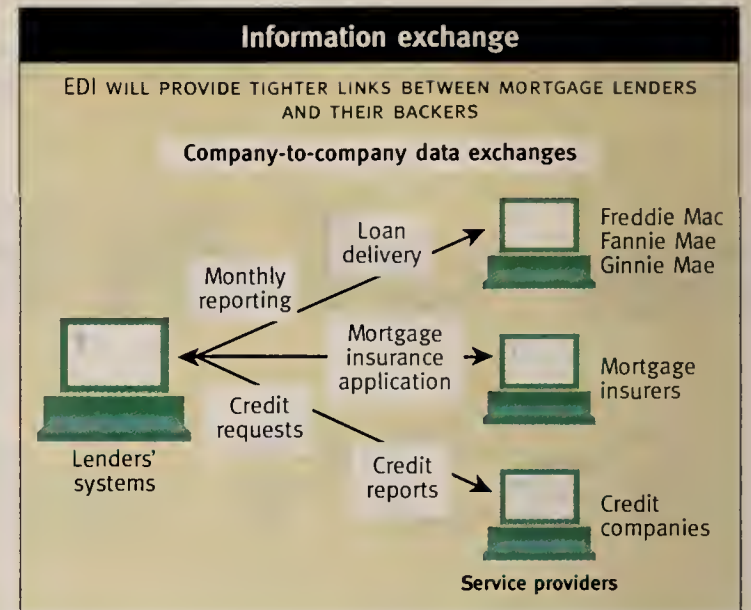 Information exchange
EDI WILL PROVIDE TIGHTER LINKS BETWEEN MORTGAGE LENDERS
AND THEIR BACKERS
Company-to-company data exchanges
Loan
delivery
Freddie Mac
Fannie Mae
Ginnie Mae
Monthly
reporting
Mortgage
insurance
application
Mortgage
insurers
Credit
requests
Lenders'
systems
Credit
reports
Credit
companies
Service providers